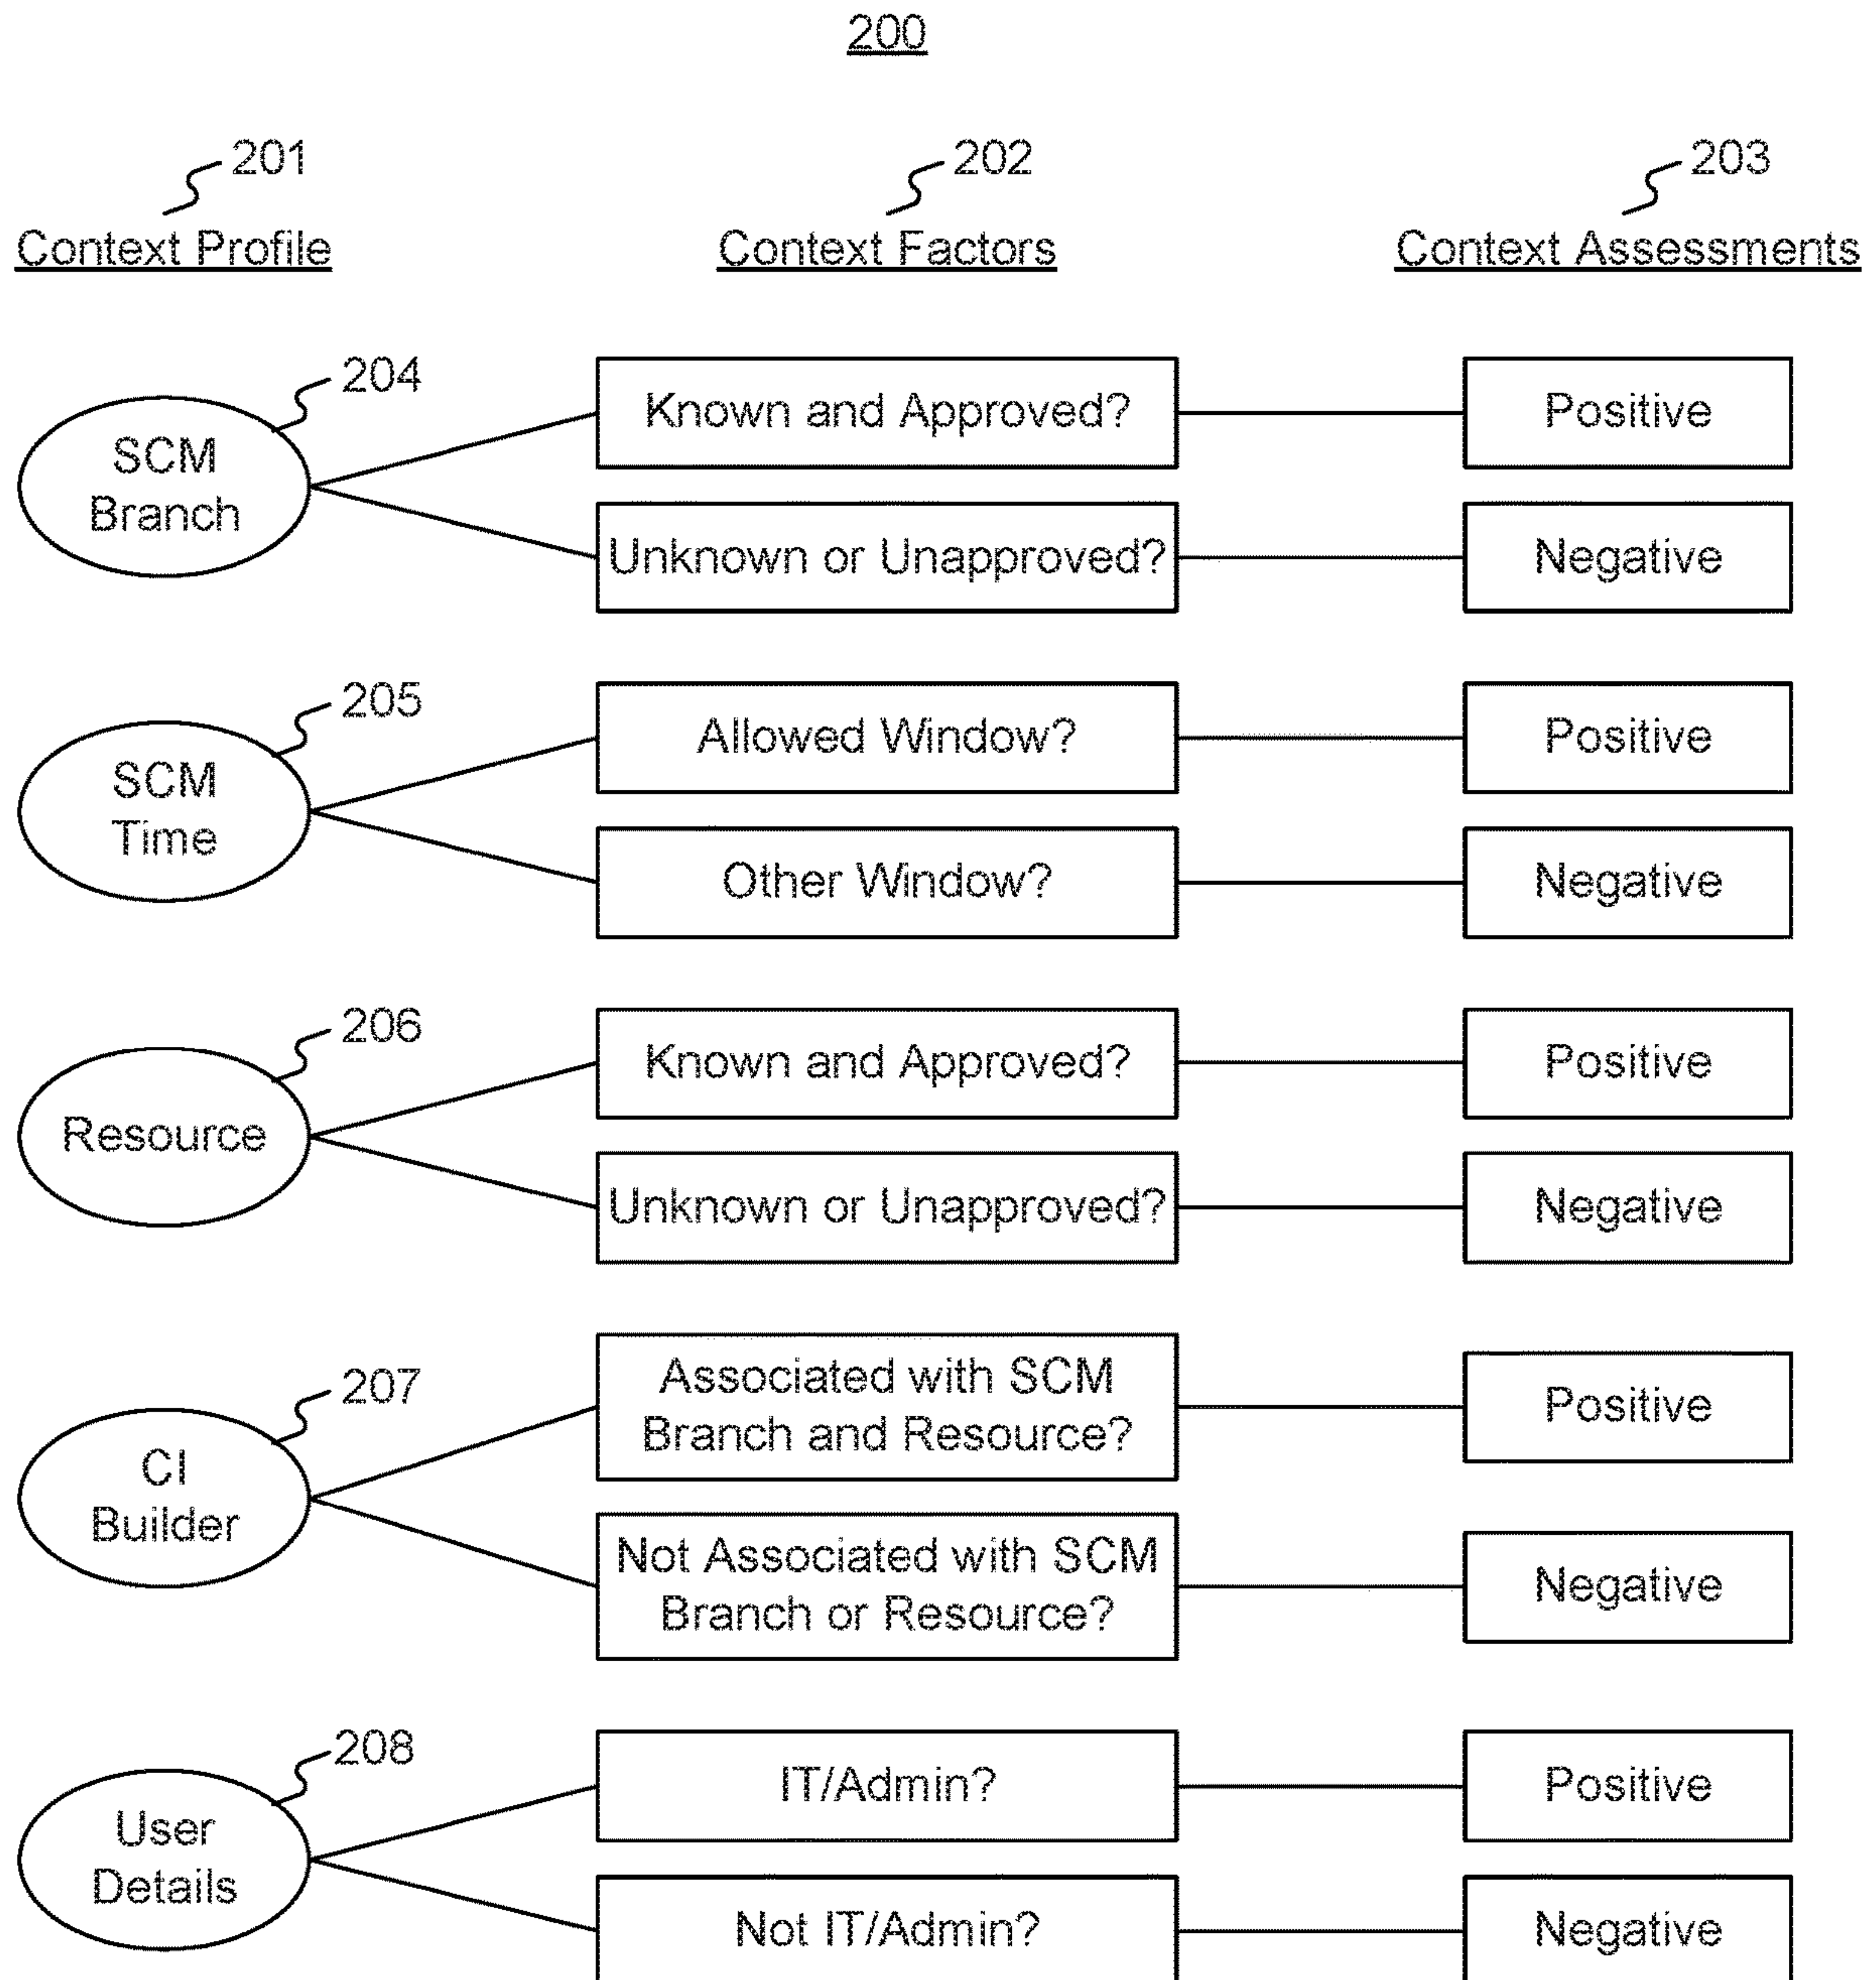 200
201
202
203
Context Profile
Context Factors
Context Assessments
204
SCM
Branch
Known and Approved?
Positive
Unknown or Unapproved?
Negative
205
SCM
Time
Allowed Window?
Positive
Other Window?
Negative
206
Resource
Known and Approved?
Positive
Unknown or Unapproved?
Negative
207
CI
Builder
Associated with SCM
Branch and Resource?
Positive
Not Associated with SCM
Branch or Resource?
Negative
208
User
Details
IT/Admin?
Positive
Not IT/Admin?
Negative